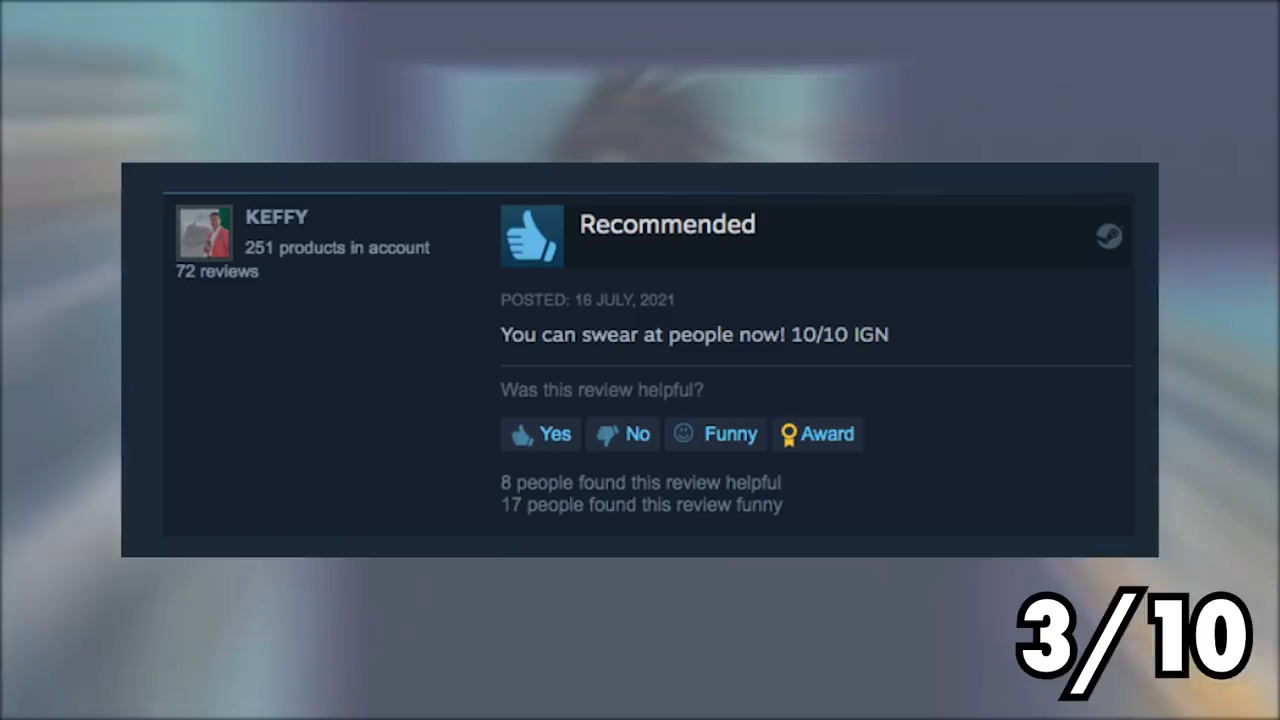 KEFFY
251 products in account
72 reviews
Recommended
POSTED: 16 JULY, 2021
You can swear at people now! 10/10 IGN
Was this review helpful?
Yes No Funny Award
8 people found this review helpful
17 people found this review funny
3/10